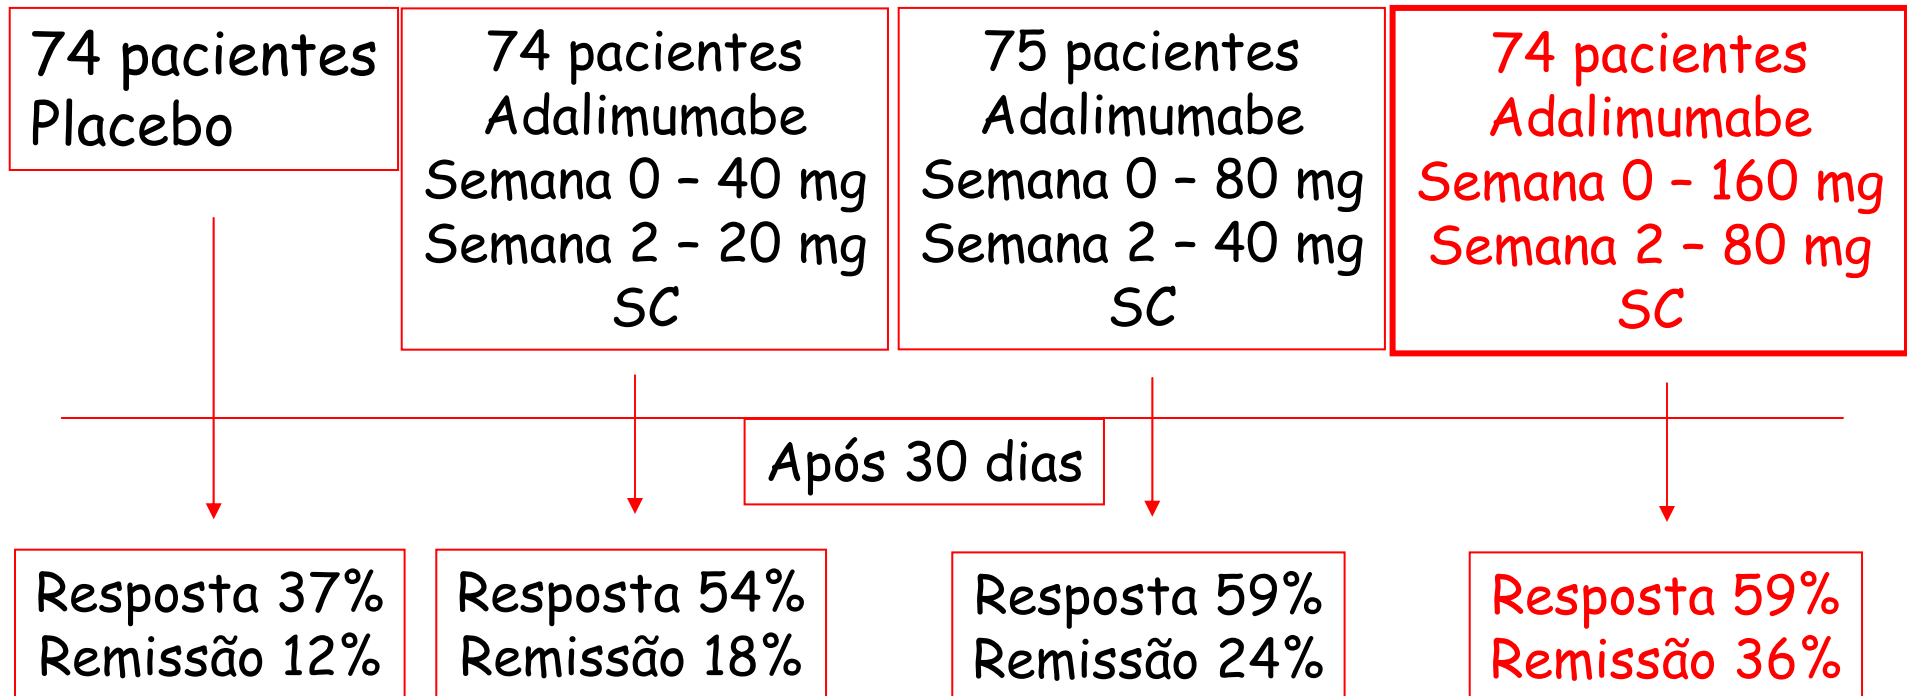 74 pacientes
Placebo
74 pacientes
Adalimumabe
Semana 0 – 40 mg
Semana 2 – 20 mg
SC
75 pacientes
Adalimumabe
Semana 0 – 80 mg
Semana 2 – 40 mg
SC
74 pacientes
Adalimumabe
Semana 0 – 160 mg
Semana 2 – 80 mg
SC
Após 30 dias
Resposta 37%
Remissão 12%
Resposta 54%
Remissão 18%
Resposta 59%
Remissão 24%
Resposta 59%
Remissão 36%